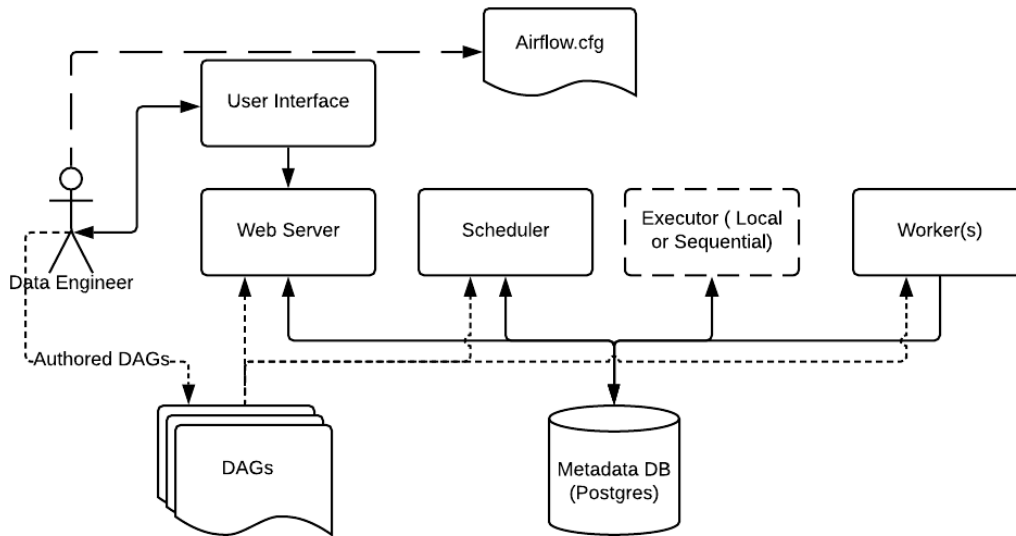 Airflow.cfg
User Interface
Web Server
Scheduler
Executor ( Local
or Sequential)
Worker(s)
Data Engineer
Authored DAGs
DAGs
Metadata DB
(Postgres)